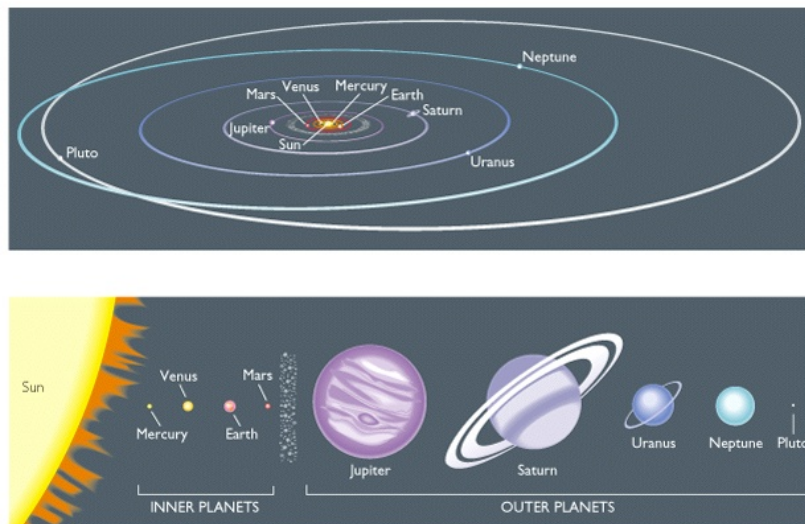 Neptune
Venus
Mercury
Mars
Earth
Saturn
Jupiter
Sun
Pluto
Uranus
Sun
Venus
Mars
Mercury
Earth
Jupiter
Saturn
Uranus
Neptune
Pluto
INNER PLANETS
OUTER PLANETS